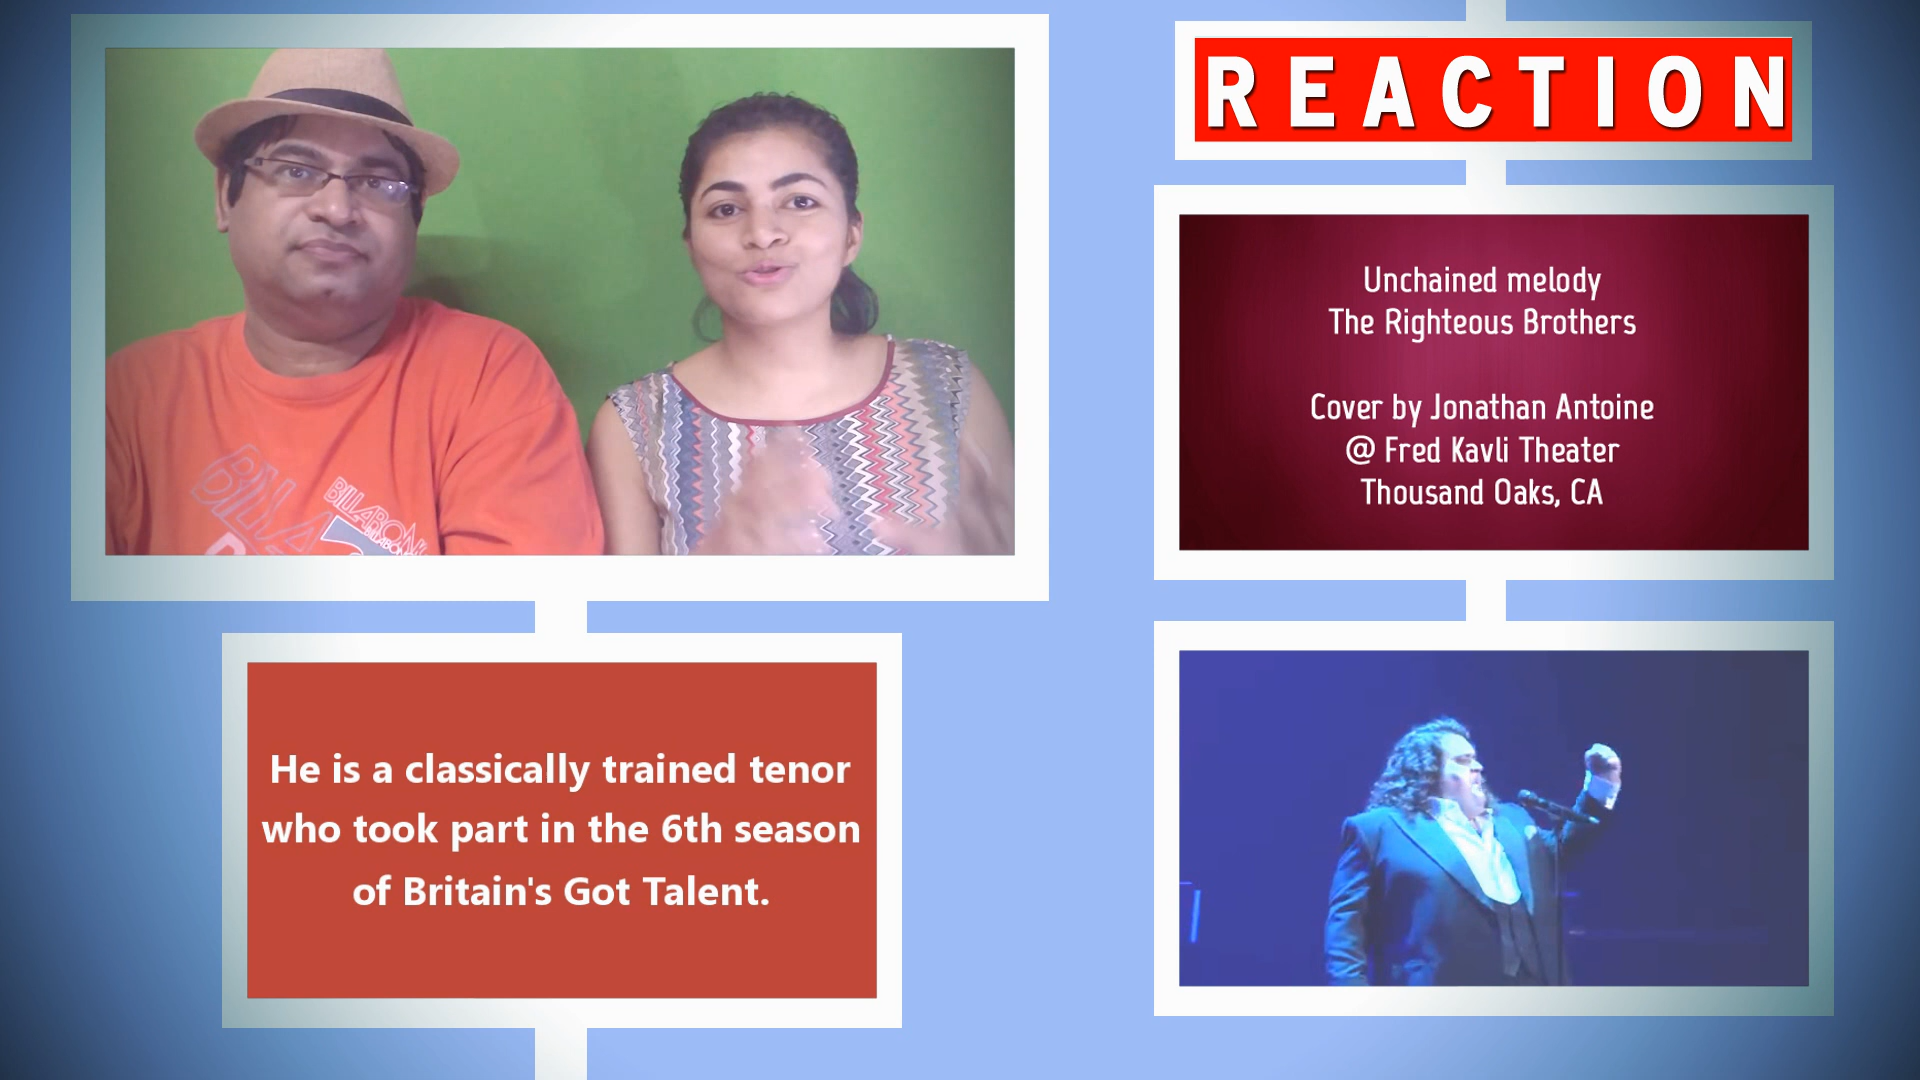 REACTION
Unchained melody
The Righteous Brothers
Cover by Jonathan Antoine
@ Fred Kavli Theater
Thousand Oaks, CA
BILLABONG
He is a classically trained tenor
who took part in the 6th season
of Britain's Got Talent.